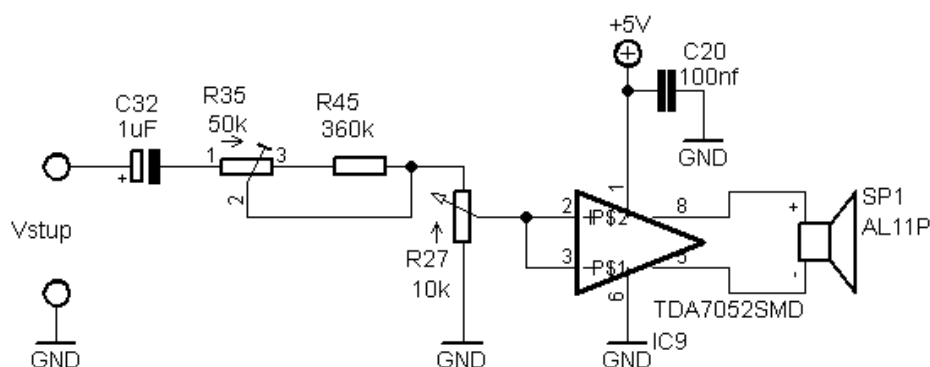 +5V
C20
100nf
C32
1uF
R35
50k
R45
360k
+
1
3
2
GND
1
SP1
AL11P
Vstup
2
P$2
8
+
R27
10k
3
P$1
5
-
6
TDA7052SMD
IC9
GND
GND
GND